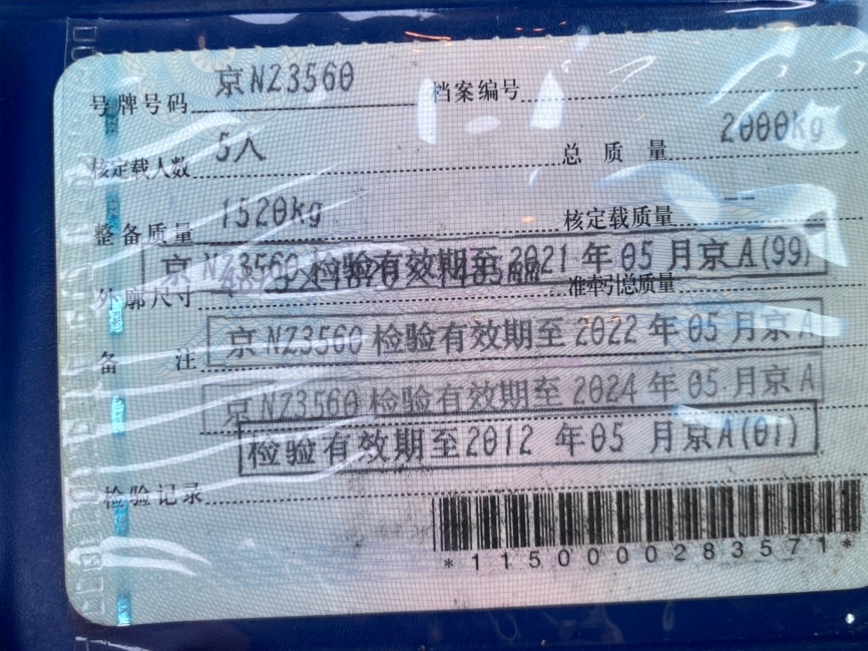 号牌号码 京NZ3560 档案编号
核定载人数 5人 总质量 2000kg
整备质量 1520kg 核定载质量 --
京NZ3560 检验有效期至 2021年05月京A(99)
外廓尺寸 准牵引总质量
备注 京NZ3560检验有效期至2022年05月京A
京NZ3560检验有效期至2024年05月京A
检验有效期至2012 年05 月京A(01)
检验记录
*1150000283571*